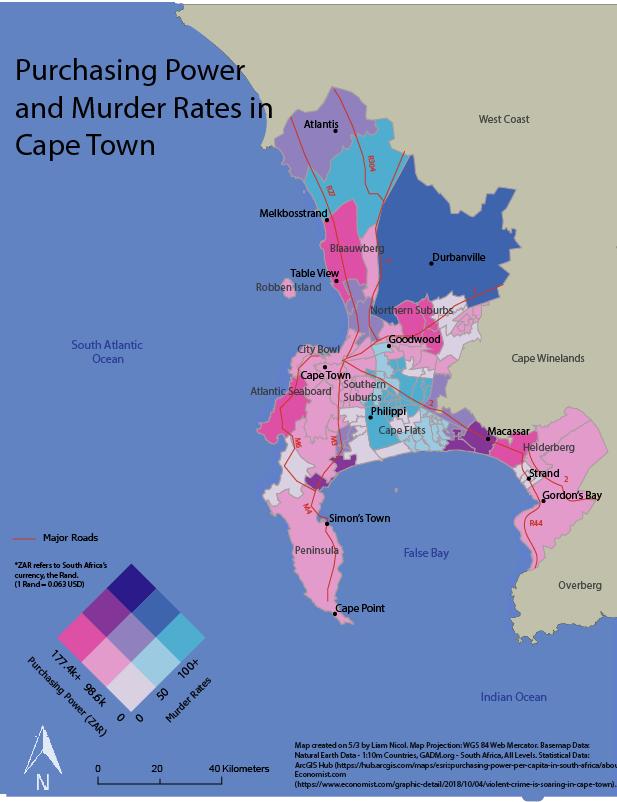 Purchasing Power
and Murder Rates in
Cape Town
West Coast
Atlantis
R304
R27
Melkbosstrand
Blaauwberg
Durbanville
Table View
Robben Island
1
Northern Suburbs
South Atlantic
Ocean
Goodwood
City Bowl
Cape Winelands
Cape Town
Atlantic Seaboard
Southern
Suburbs
2
Philippi
Cape Flats
Macassar
M6
M3
Helderberg
Strand
2
Gordon's Bay
M4
Simon's Town
R44
Major Roads
Peninsula
False Bay
*ZAR refers to South Africa's
currency, the Rand.
(1 Rand = 0.063 USD)
Overberg
Cape Point
177.4k+
98.6k
0
Purchasing Power (ZAR)
0
50
100+
Murder Rates
Indian Ocean
N
0
20
40 Kilometers
Map created on 5/3 by Liam Nicol. Map Projection: WGS 84 Web Mercator. Basemap Data:
Natural Earth Data - 1:10m Countries, GADM.org - South Africa, All Levels. Statistical Data:
ArcGIS Hub (https://hub.arcgis.com/maps/esri:purchasing-power-per-capita-in-south-africa/abou
Economist.com
(https://www.economist.com/graphic-detail/2018/10/04/violent-crime-is-soaring-in-cape-town).